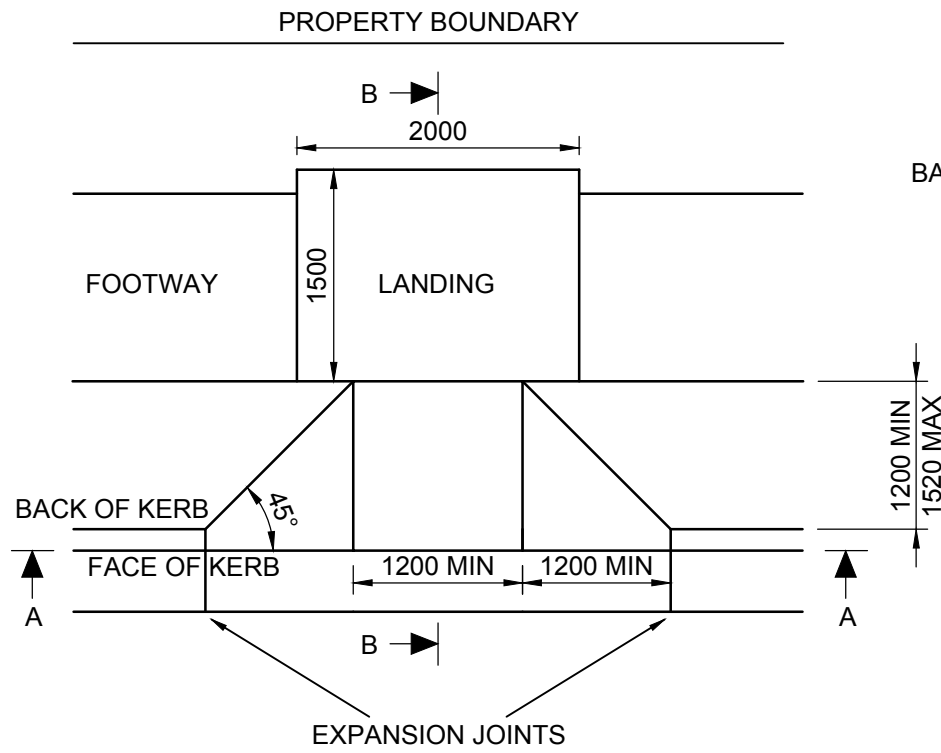 PROPERTY BOUNDARY
B
2000
BA
FOOTWAY
1500
LANDING
1200 MIN
1520 MAX
BACK OF KERB
45°
FACE OF KERB
1200 MIN
1200 MIN
A
A
B
EXPANSION JOINTS